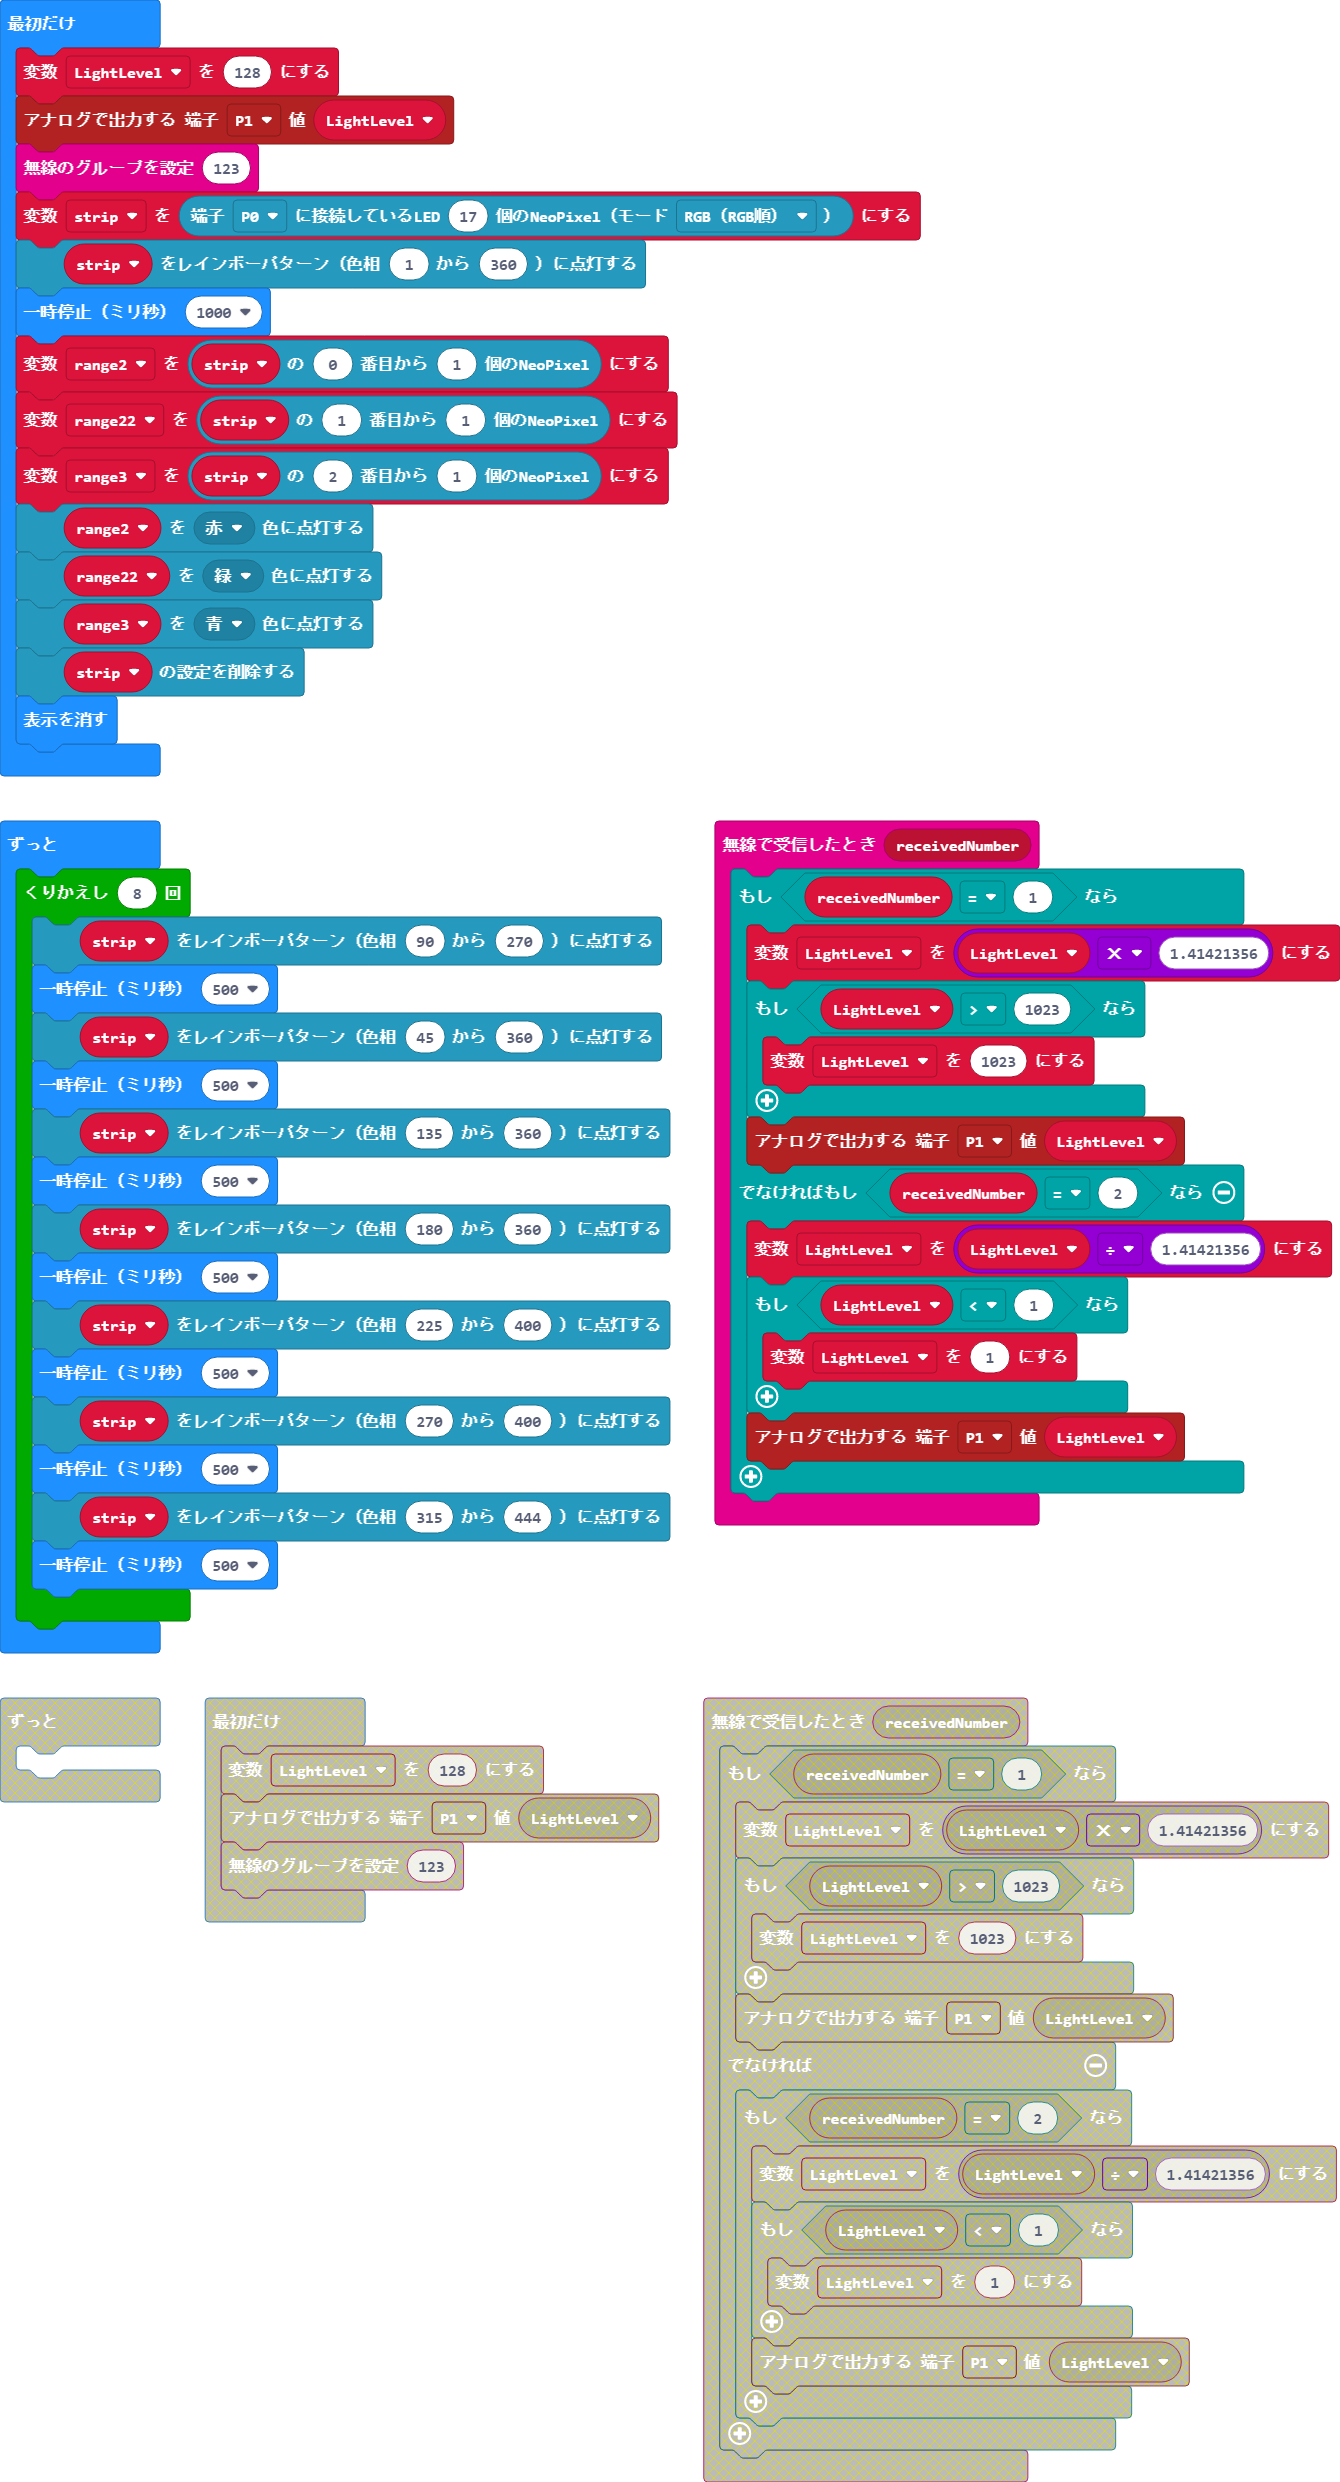 最初だけ
変数 LightLevel を 128 にする
アナログで出力する 端子 P1 値 LightLevel
無線のグループを設定 123
変数 strip を 端子 P0 に接続しているLED 17 個のNeoPixel（モード RGB（RGB順） ） にする
strip をレインボーパターン（色相 1 から 360 ）に点灯する
一時停止（ミリ秒） 1000
変数 range2 を strip の 0 番目から 1 個のNeoPixel にする
変数 range22 を strip の 1 番目から 1 個のNeoPixel にする
変数 range3 を strip の 2 番目から 1 個のNeoPixel にする
range2 を 赤 色に点灯する
range22 を 緑 色に点灯する
range3 を 青 色に点灯する
strip の設定を削除する
表示を消す
ずっと
くりかえし 8 回
strip をレインボーパターン（色相 90 から 270 ）に点灯する
一時停止（ミリ秒） 500
strip をレインボーパターン（色相 45 から 360 ）に点灯する
一時停止（ミリ秒） 500
strip をレインボーパターン（色相 135 から 360 ）に点灯する
一時停止（ミリ秒） 500
strip をレインボーパターン（色相 180 から 360 ）に点灯する
一時停止（ミリ秒） 500
strip をレインボーパターン（色相 225 から 400 ）に点灯する
一時停止（ミリ秒） 500
strip をレインボーパターン（色相 270 から 400 ）に点灯する
一時停止（ミリ秒） 500
strip をレインボーパターン（色相 315 から 444 ）に点灯する
一時停止（ミリ秒） 500
無線で受信したとき receivedNumber
もし receivedNumber = 1 なら
変数 LightLevel を LightLevel × 1.41421356 にする
もし LightLevel > 1023 なら
変数 LightLevel を 1023 にする
アナログで出力する 端子 P1 値 LightLevel
でなければもし receivedNumber = 2 なら
変数 LightLevel を LightLevel ÷ 1.41421356 にする
もし LightLevel < 1 なら
変数 LightLevel を 1 にする
アナログで出力する 端子 P1 値 LightLevel
ずっと
最初だけ
変数 LightLevel を 128 にする
アナログで出力する 端子 P1 値 LightLevel
無線のグループを設定 123
無線で受信したとき receivedNumber
もし receivedNumber = 1 なら
変数 LightLevel を LightLevel × 1.41421356 にする
もし LightLevel > 1023 なら
変数 LightLevel を 1023 にする
アナログで出力する 端子 P1 値 LightLevel
でなければ
もし receivedNumber = 2 なら
変数 LightLevel を LightLevel ÷ 1.41421356 にする
もし LightLevel < 1 なら
変数 LightLevel を 1 にする
アナログで出力する 端子 P1 値 LightLevel